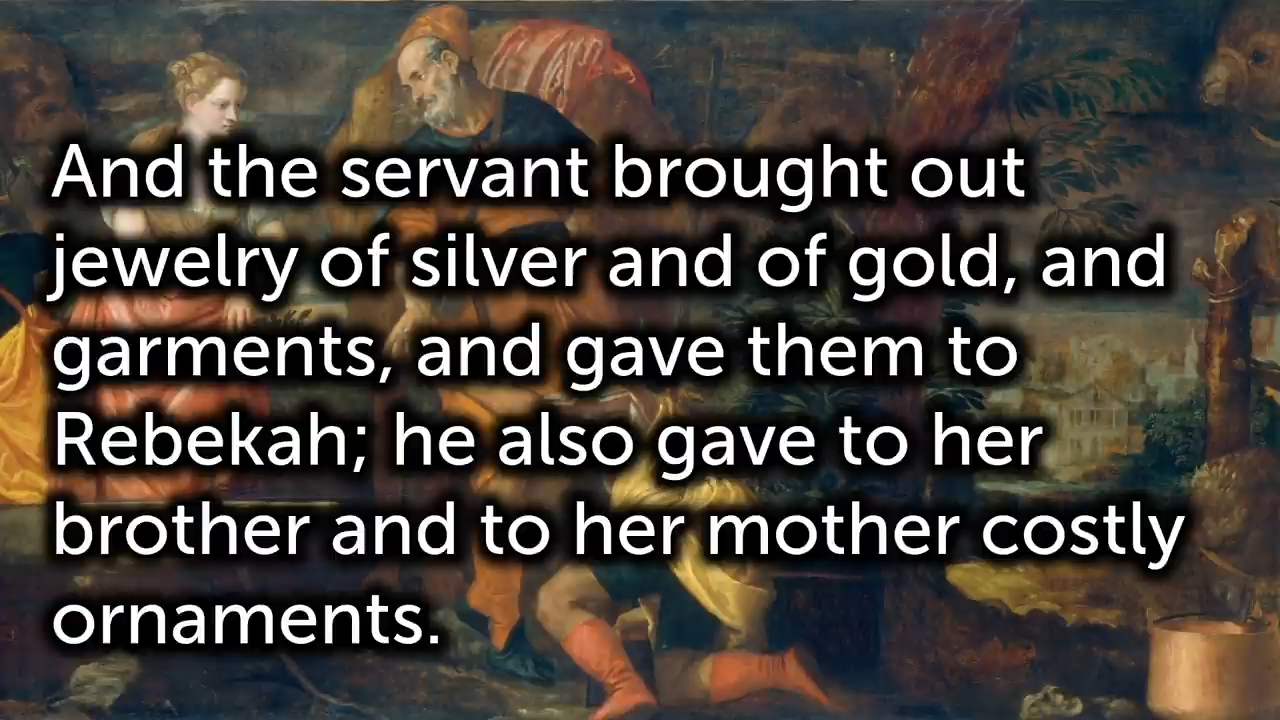 And the servant brought out
jewelry of silver and of gold, and
garments, and gave them to
Rebekah; he also gave to her
brother and to her mother costly
ornaments.